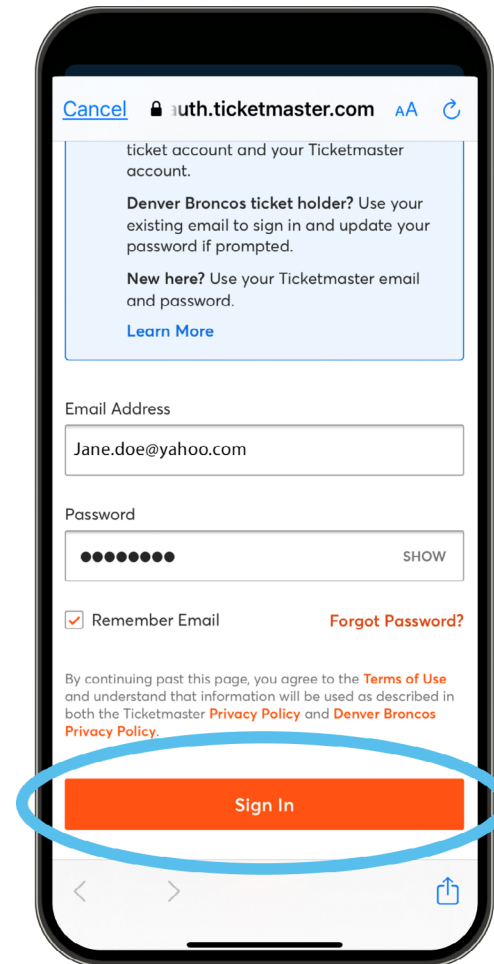 Cancel uth.ticketmaster.com AA
ticket account and your Ticketmaster
account.
Denver Broncos ticket holder? Use your
existing email to sign in and update your
password if prompted.
New here? Use your Ticketmaster email
and password.
Learn More
Email Address
Jane.doe@yahoo.com
Password
●●●●●●●● SHOW
Remember Email Forgot Password?
By continuing past this page, you agree to the Terms of Use
and understand that information will be used as described in
both the Ticketmaster Privacy Policy and Denver Broncos
Privacy Policy.
Sign In